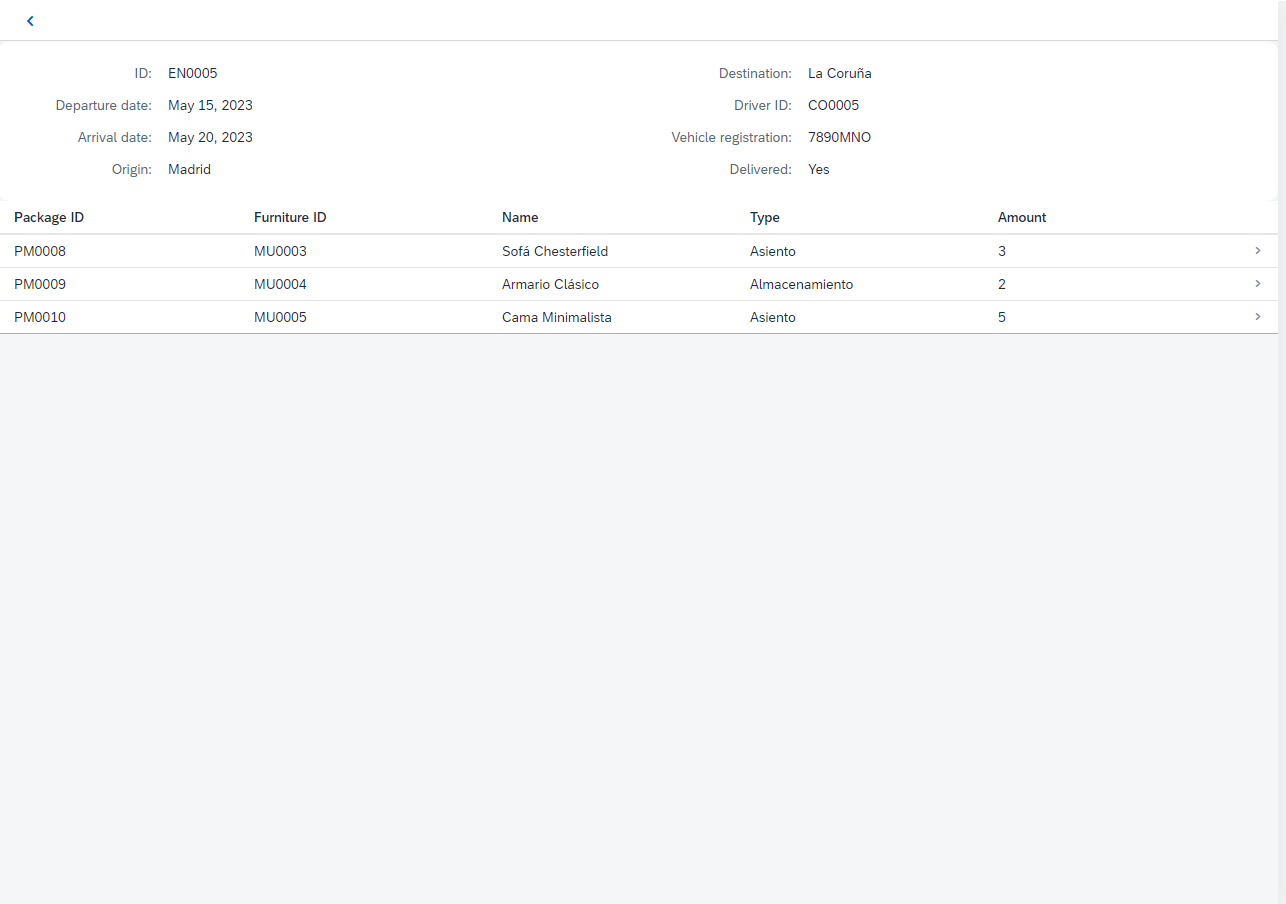 ID: EN0005
Departure date: May 15, 2023
Arrival date: May 20, 2023
Origin: Madrid
Destination: La Coruña
Driver ID: CO0005
Vehicle registration: 7890MNO
Delivered: Yes
Package ID Furniture ID Name Type Amount
PM0008 MU0003 Sofá Chesterfield Asiento 3
PM0009 MU0004 Armario Clásico Almacenamiento 2
PM0010 MU0005 Cama Minimalista Asiento 5